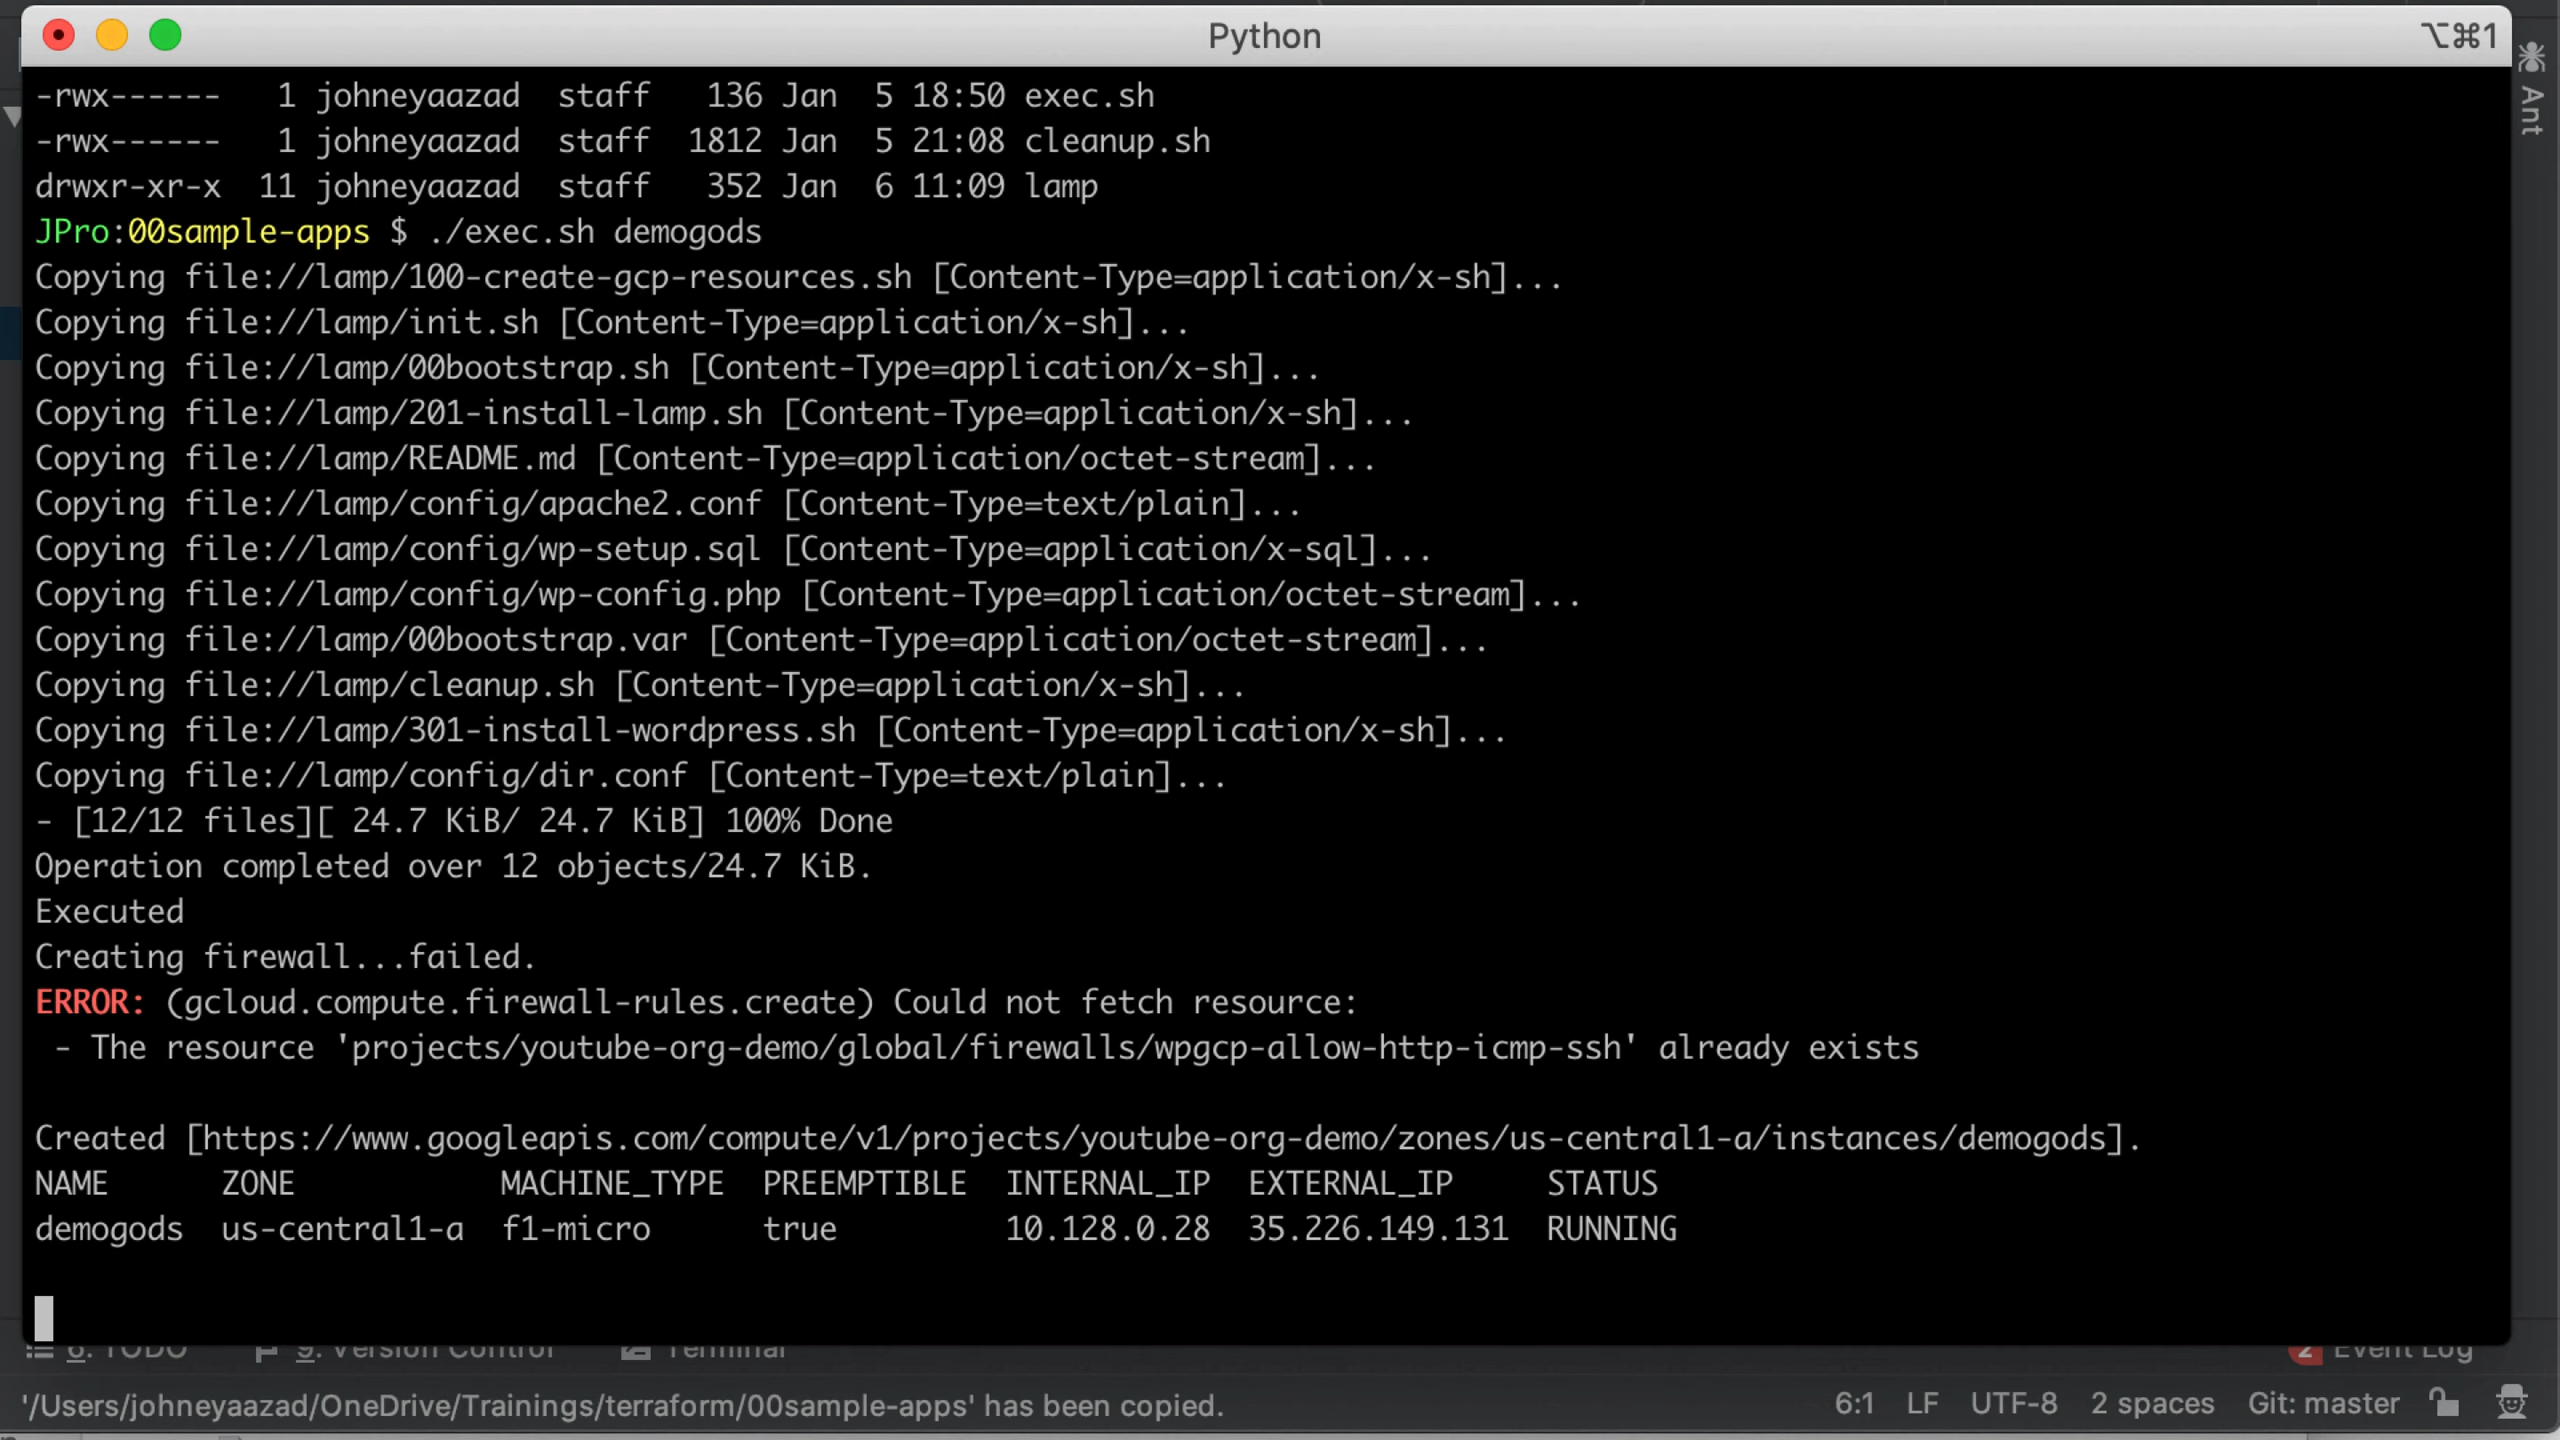 Python
⌥⌘1
-rwx------   1 johneyaazad  staff   136 Jan  5 18:50 exec.sh
-rwx------   1 johneyaazad  staff  1812 Jan  5 21:08 cleanup.sh
drwxr-xr-x  11 johneyaazad  staff   352 Jan  6 11:09 lamp
JPro:00sample-apps $ ./exec.sh demogods
Copying file://lamp/100-create-gcp-resources.sh [Content-Type=application/x-sh]...
Copying file://lamp/init.sh [Content-Type=application/x-sh]...
Copying file://lamp/00bootstrap.sh [Content-Type=application/x-sh]...
Copying file://lamp/201-install-lamp.sh [Content-Type=application/x-sh]...
Copying file://lamp/README.md [Content-Type=application/octet-stream]...
Copying file://lamp/config/apache2.conf [Content-Type=text/plain]...
Copying file://lamp/config/wp-setup.sql [Content-Type=application/x-sql]...
Copying file://lamp/config/wp-config.php [Content-Type=application/octet-stream]...
Copying file://lamp/00bootstrap.var [Content-Type=application/octet-stream]...
Copying file://lamp/cleanup.sh [Content-Type=application/x-sh]...
Copying file://lamp/301-install-wordpress.sh [Content-Type=application/x-sh]...
Copying file://lamp/config/dir.conf [Content-Type=text/plain]...
- [12/12 files][ 24.7 KiB/ 24.7 KiB] 100% Done
Operation completed over 12 objects/24.7 KiB.
Executed
Creating firewall...failed.
ERROR: (gcloud.compute.firewall-rules.create) Could not fetch resource:
 - The resource 'projects/youtube-org-demo/global/firewalls/wpgcp-allow-http-icmp-ssh' already exists
Created [https://www.googleapis.com/compute/v1/projects/youtube-org-demo/zones/us-central1-a/instances/demogods].
NAME      ZONE           MACHINE_TYPE  PREEMPTIBLE  INTERNAL_IP  EXTERNAL_IP     STATUS
demogods  us-central1-a  f1-micro      true         10.128.0.28  35.226.149.131  RUNNING
Ant
6: TODO
9: Version Control
Terminal
2 Event Log
'/Users/johneyaazad/OneDrive/Trainings/terraform/00sample-apps' has been copied.
6:1 LF UTF-8 2 spaces Git: master